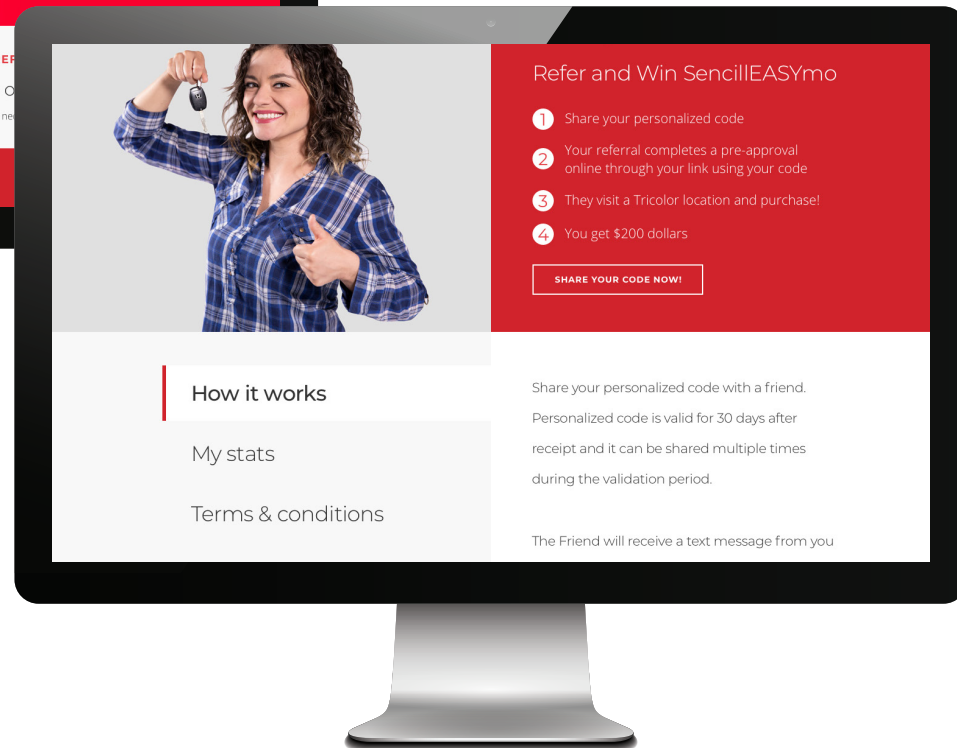 Refer and Win SencillEASYmo
1 Share your personalized code
2 Your referral completes a pre-approval
online through your link using your code
3 They visit a Tricolor location and purchase!
4 You get $200 dollars
SHARE YOUR CODE NOW!
How it works
My stats
Terms & conditions
Share your personalized code with a friend.
Personalized code is valid for 30 days after
receipt and it can be shared multiple times
during the validation period.
The Friend will receive a text message from you